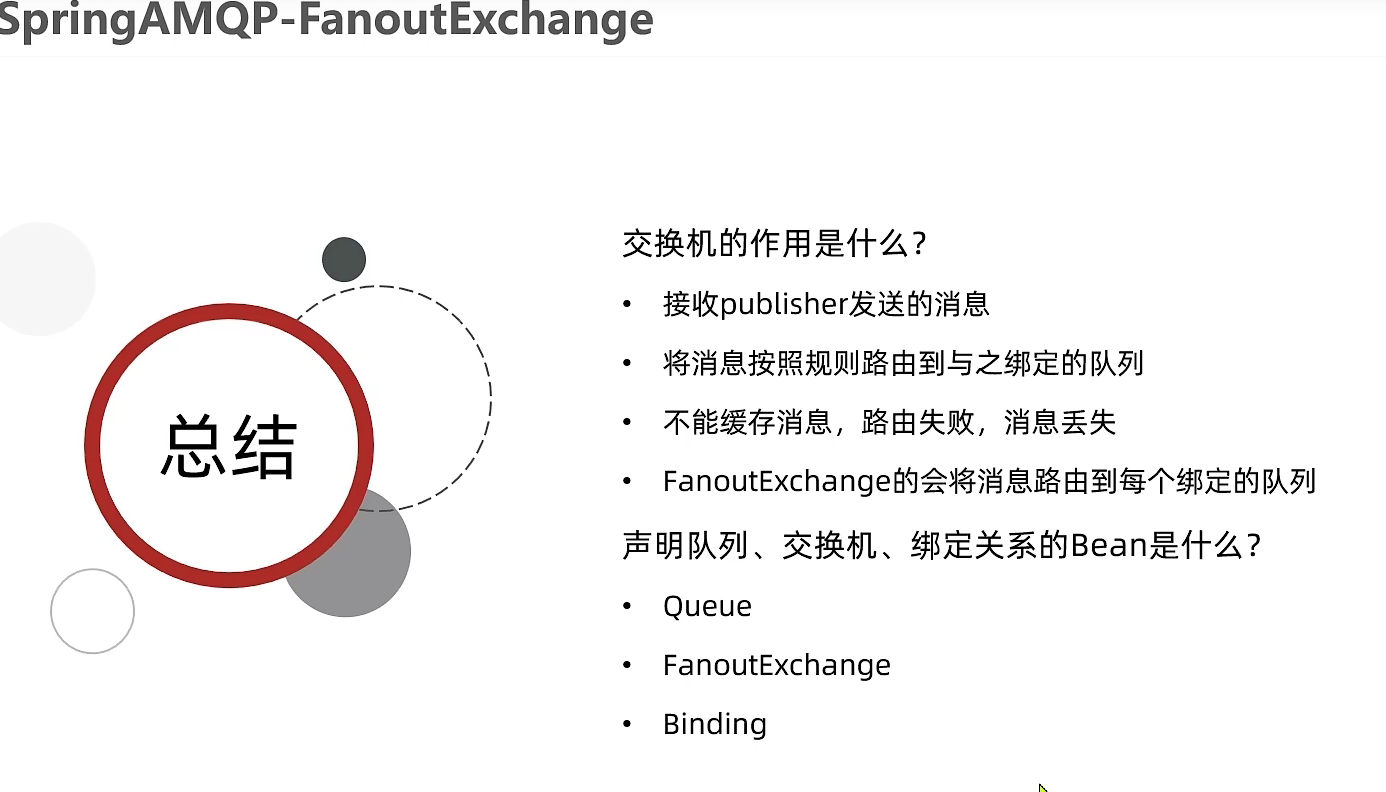 SpringAMQP-FanoutExchange
总结
交换机的作用是什么？
• 接收publisher发送的消息
• 将消息按照规则路由到与之绑定的队列
• 不能缓存消息，路由失败，消息丢失
• FanoutExchange的会将消息路由到每个绑定的队列
声明队列、交换机、绑定关系的Bean是什么？
• Queue
• FanoutExchange
• Binding